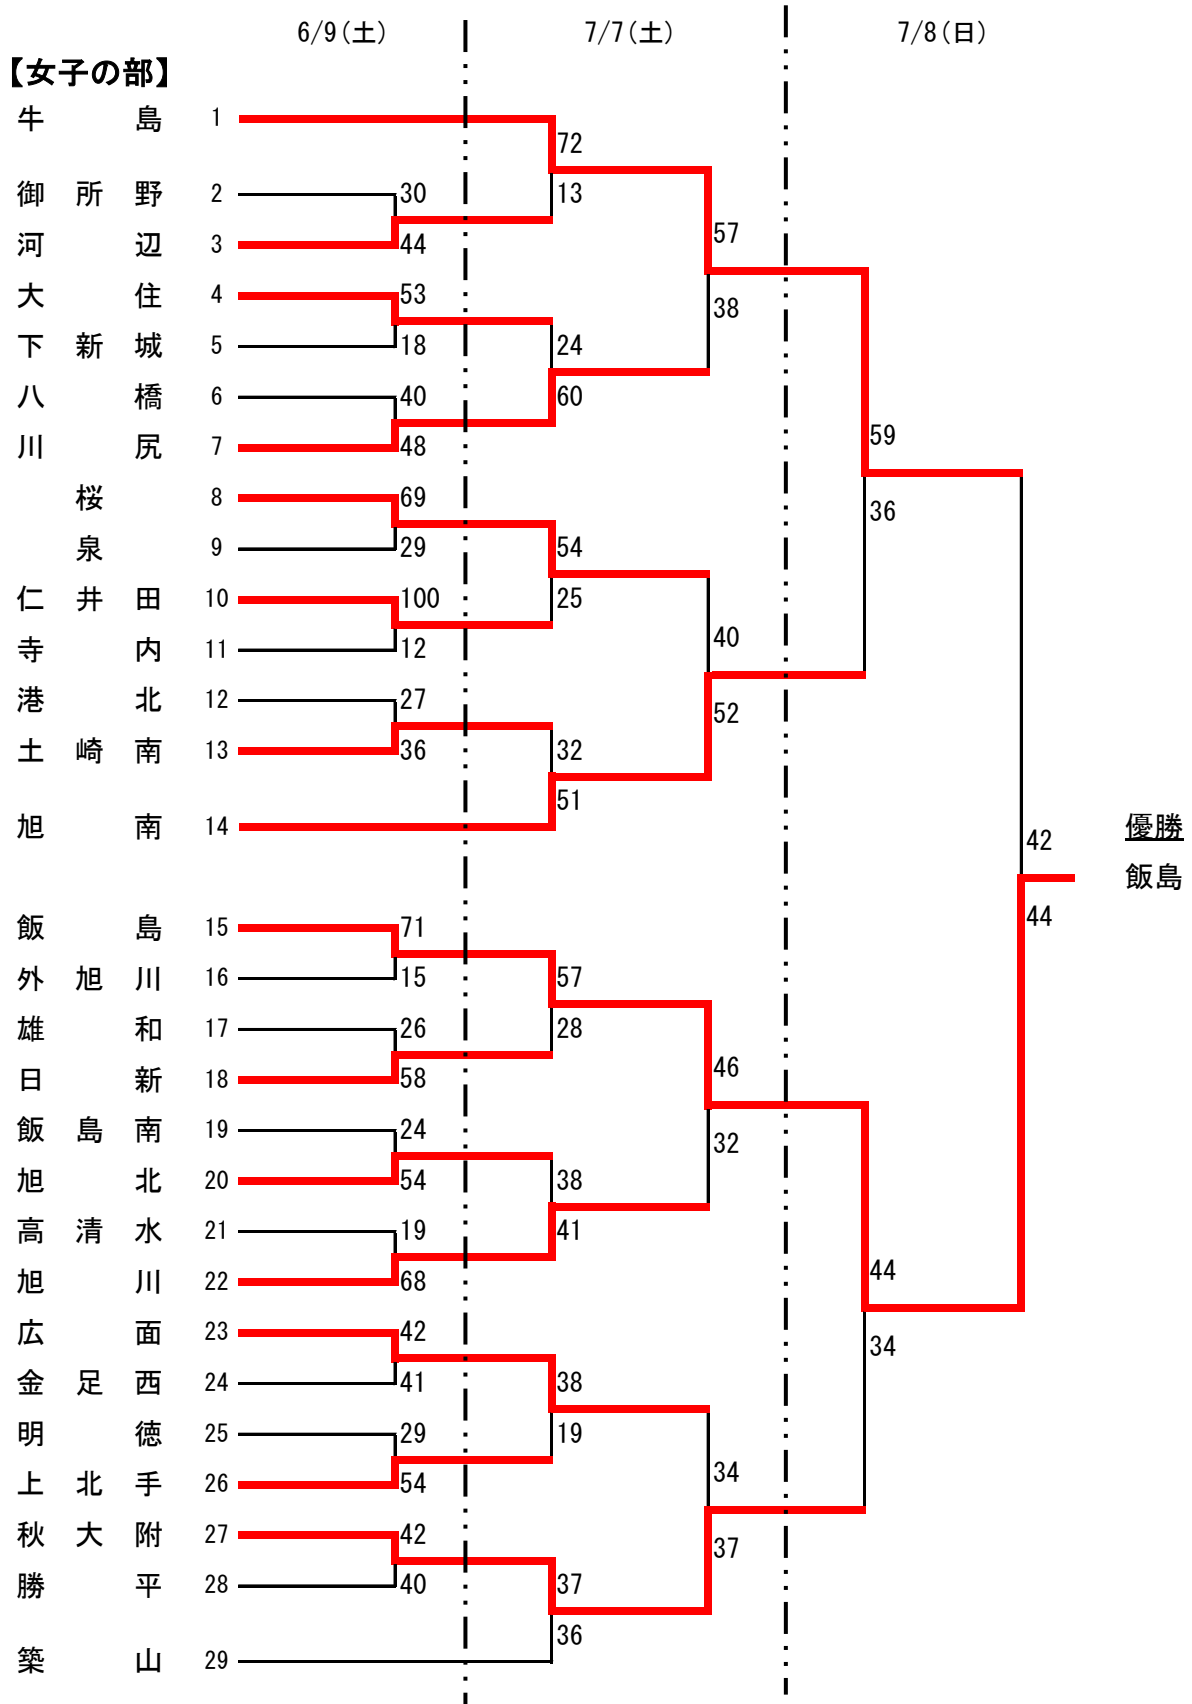 6/9(土) 7/7(土) 7/8(日)
【女子の部】
牛島 1
72
御所野 2 30
13
河辺 3 44
57
大住 4 53
38
下新城 5 18
24
八橋 6 40
60
川尻 7 48
59
桜 8 69
36
泉 9 29
54
仁井田 10 100
25
寺内 11 12
40
港北 12 27
52
土崎南 13 36
32
51
旭南 14
42
優勝
飯島
44
飯島 15 71
外旭川 16 15
57
雄和 17 26
28
日新 18 58
46
飯島南 19 24
32
旭北 20 54
38
高清水 21 19
41
旭川 22 68
44
広面 23 42
34
金足西 24 41
38
明徳 25 29
19
上北手 26 54
34
秋大附 27 42
37
勝平 28 40
37
36
築山 29